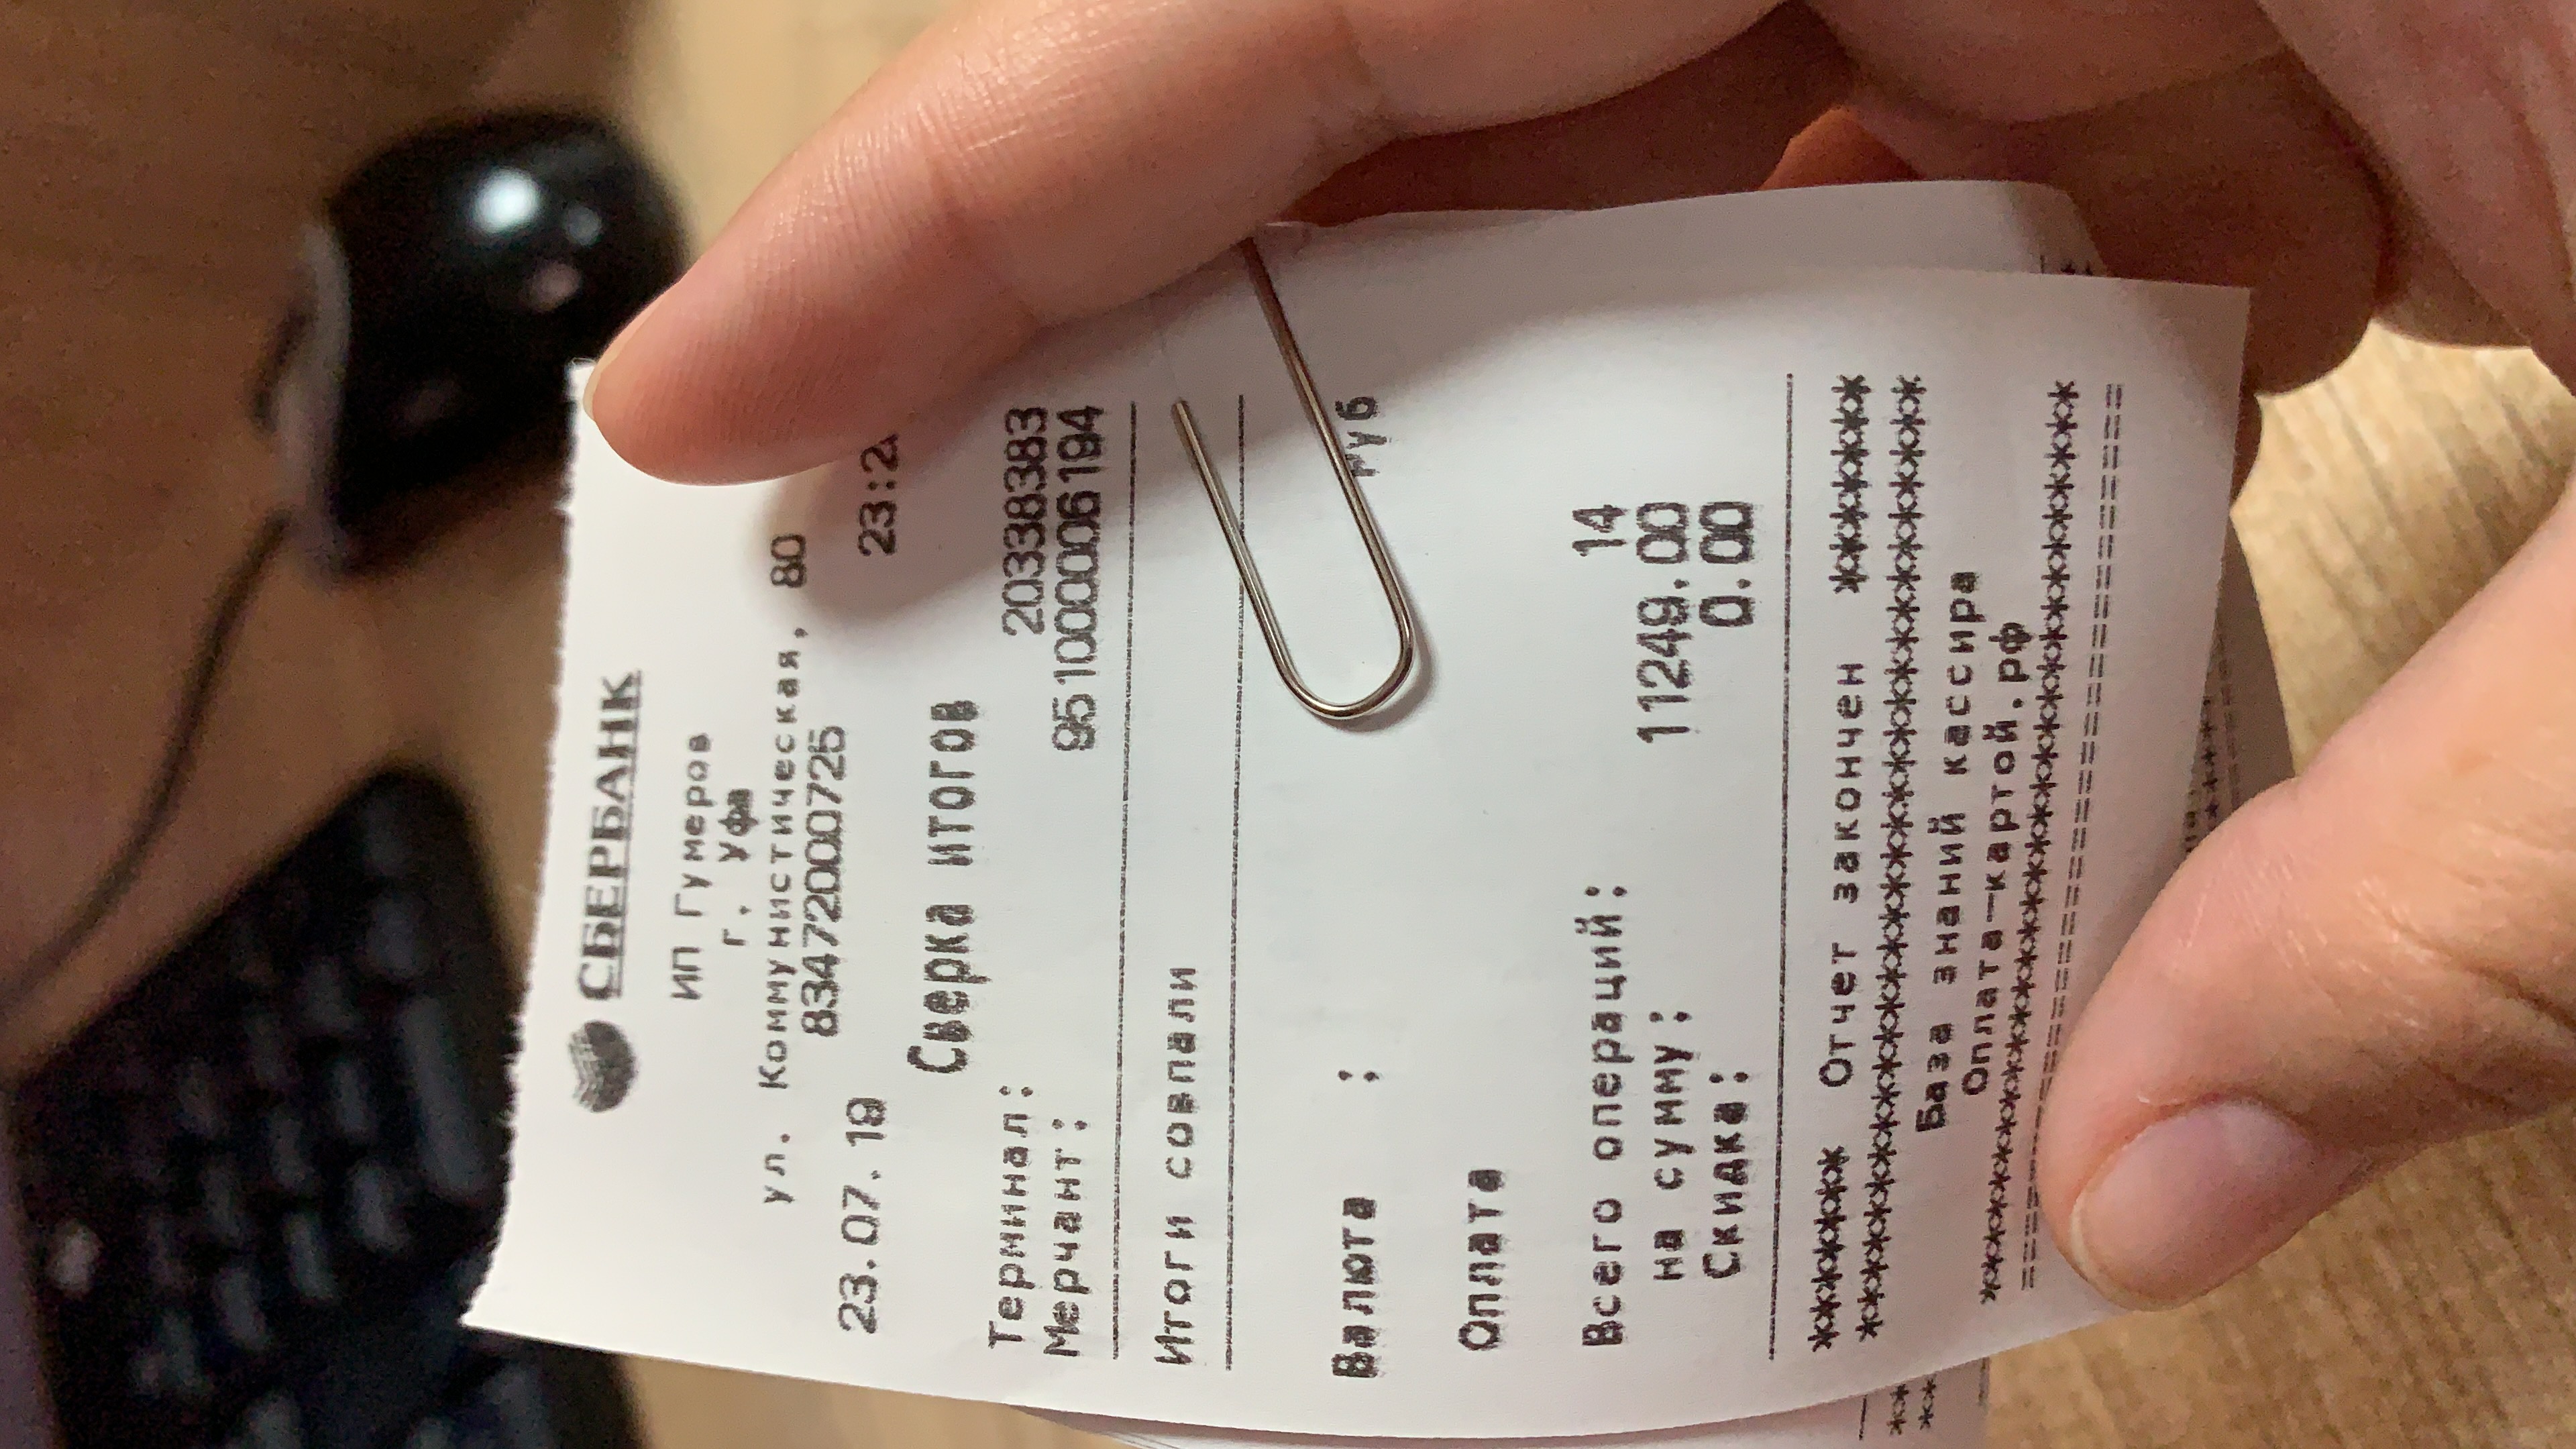 СБЕРБАНК
ИП Гумеров
г. Уфа
ул. Коммунистическая, 80
83472000725
23.07.19
Сверка итогов
Терминал: 20338383
Мерчант: 951000006194
Итоги совпали
Валюта : Руб
Оплата
Всего операций: 14
на сумму: 11249.00
Скидка: 0.00
******* Отчет закончен *******
*********************************
База знаний кассира
Оплата-картой.рф
********************************
================================